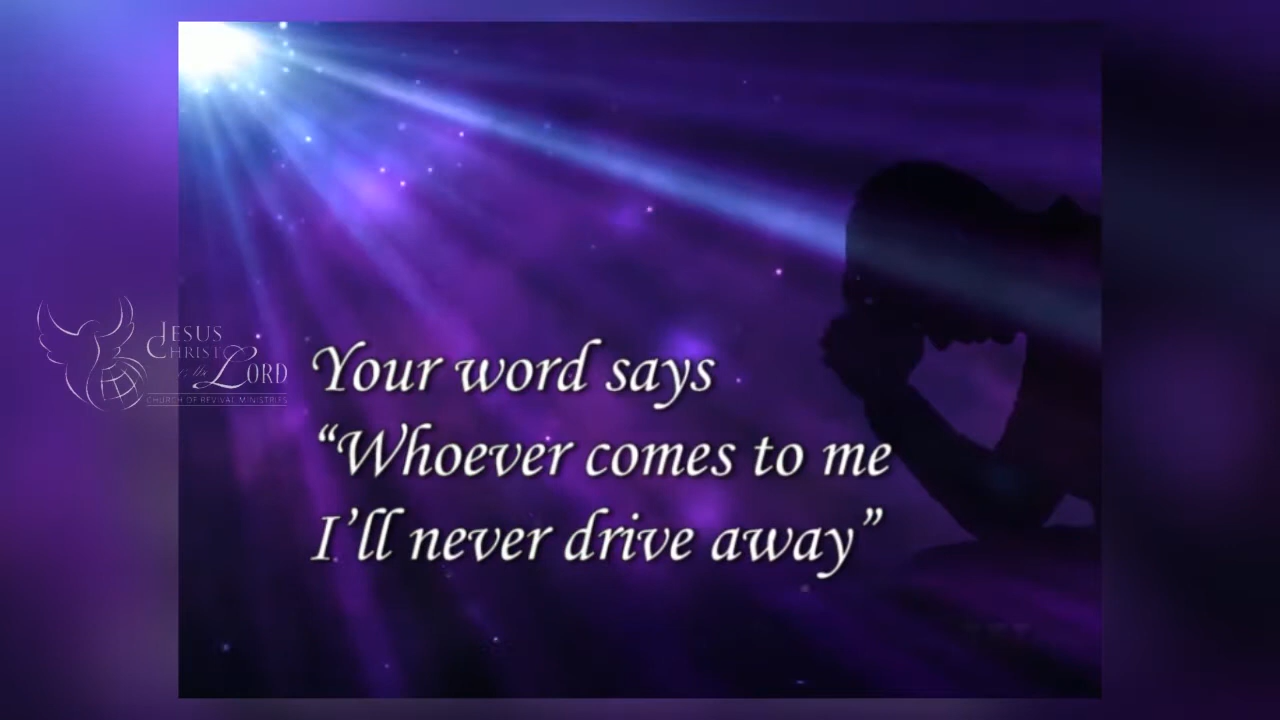 JESUS
CHRIST
is the LORD
CHURCH OF REVIVAL MINISTRIES
Your word says
“Whoever comes to me
I’ll never drive away”